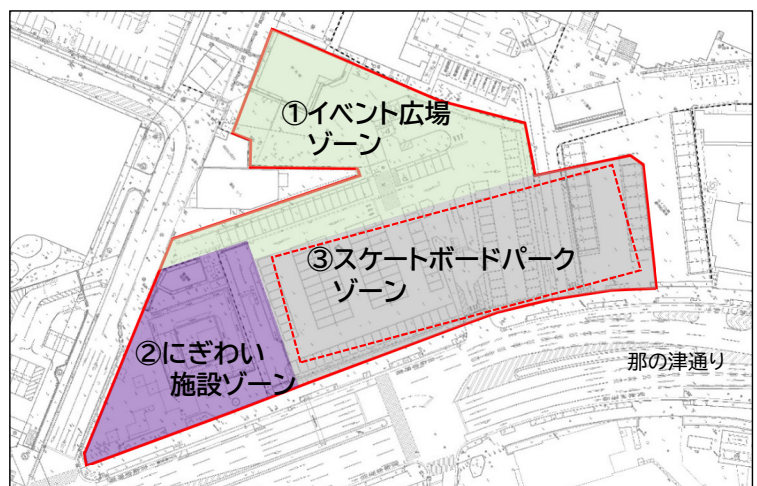 ①イベント広場
ゾーン
③スケートボードパーク
ゾーン
②にぎわい
施設ゾーン
那の津通り